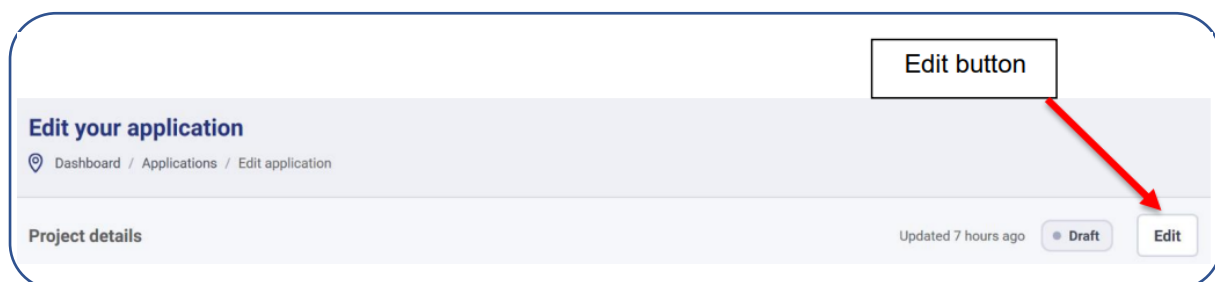 Edit button
Edit your application
Dashboard / Applications / Edit application
Project details
Updated 7 hours ago
Draft
Edit